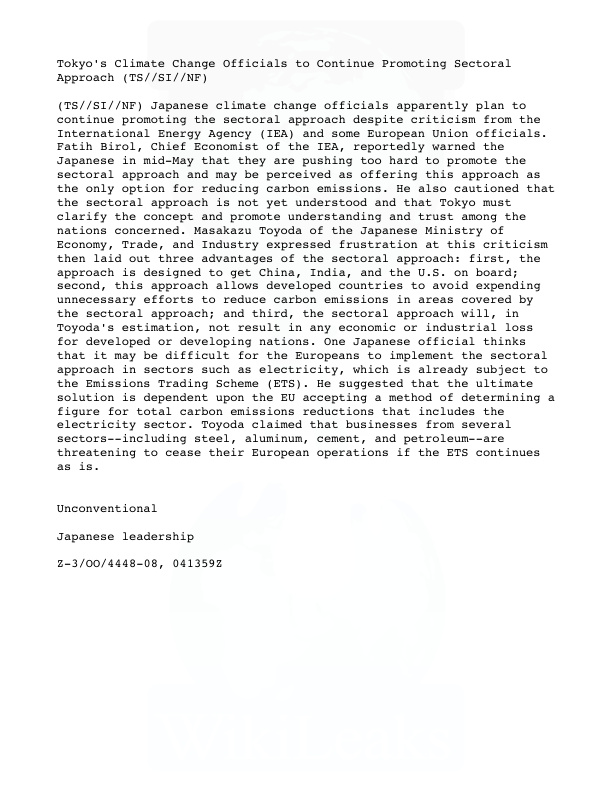 Tokyo's Climate Change Officials to Continue Promoting Sectoral
Approach (TS//SI//NF)
(TS//SI//NF) Japanese climate change officials apparently plan to
continue promoting the sectoral approach despite criticism from the
International Energy Agency (IEA) and some European Union officials.
Fatih Birol, Chief Economist of the IEA, reportedly warned the
Japanese in mid-May that they are pushing too hard to promote the
sectoral approach and may be perceived as offering this approach as
the only option for reducing carbon emissions. He also cautioned that
the sectoral approach is not yet understood and that Tokyo must
clarify the concept and promote understanding and trust among the
nations concerned. Masakazu Toyoda of the Japanese Ministry of
Economy, Trade, and Industry expressed frustration at this criticism
then laid out three advantages of the sectoral approach: first, the
approach is designed to get China, India, and the U.S. on board;
second, this approach allows developed countries to avoid expending
unnecessary efforts to reduce carbon emissions in areas covered by
the sectoral approach; and third, the sectoral approach will, in
Toyoda's estimation, not result in any economic or industrial loss
for developed or developing nations. One Japanese official thinks
that it may be difficult for the Europeans to implement the sectoral
approach in sectors such as electricity, which is already subject to
the Emissions Trading Scheme (ETS). He suggested that the ultimate
solution is dependent upon the EU accepting a method of determining a
figure for total carbon emissions reductions that includes the
electricity sector. Toyoda claimed that businesses from several
sectors--including steel, aluminum, cement, and petroleum--are
threatening to cease their European operations if the ETS continues
as is.
Unconventional
Japanese leadership
Z-3/OO/4448-08, 041359Z